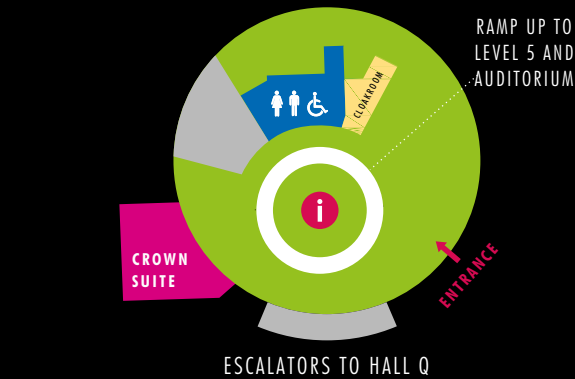 RAMP UP TO
LEVEL 5 AND
AUDITORIUM
CLOAKROOM
i
CROWN
SUITE
ENTRANCE
ESCALATORS TO HALL Q